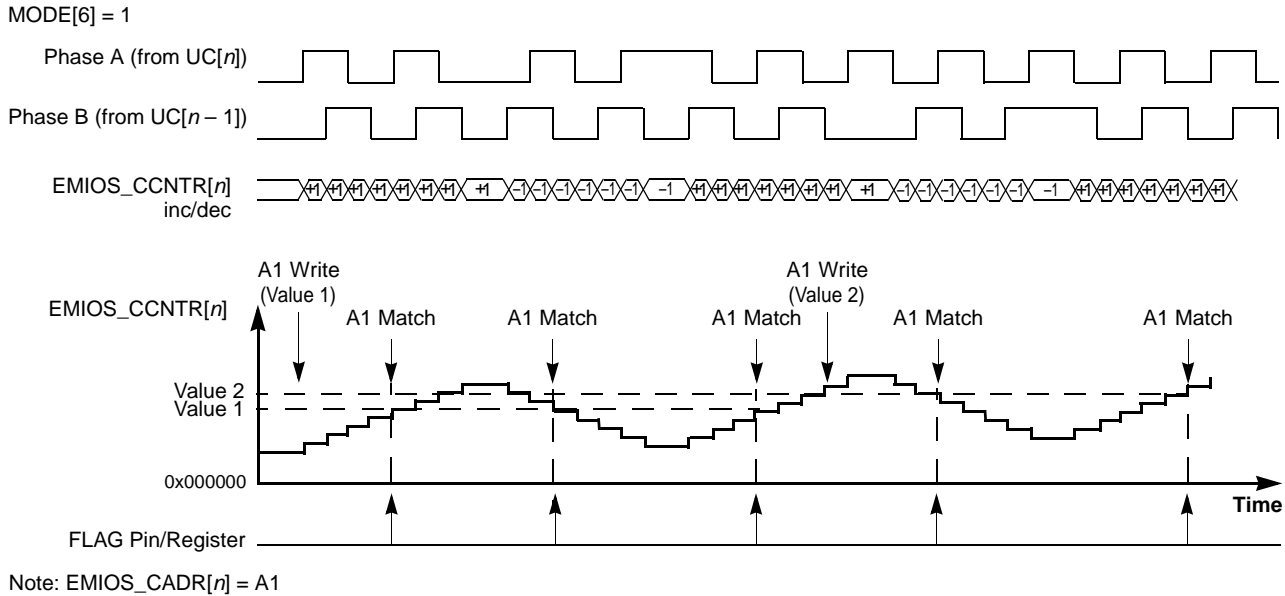 MODE[6] = 1
Phase A (from UC[n])
Phase B (from UC[n – 1])
EMIOS_CCNTR[n]
inc/dec
+1 +1 +1 +1 +1 +1 +1 +1 –1 –1 –1 –1 –1 –1 –1 +1 +1 +1 +1 +1 +1 +1 +1 –1 –1 –1 –1 –1 –1 –1 +1 +1 +1 +1 +1 +1 +1
A1 Write
(Value 1)
A1 Write
(Value 2)
EMIOS_CCNTR[n]
A1 Match
A1 Match
A1 Match
A1 Match
A1 Match
Value 2
Value 1
0x000000
Time
FLAG Pin/Register
Note: EMIOS_CADR[n] = A1